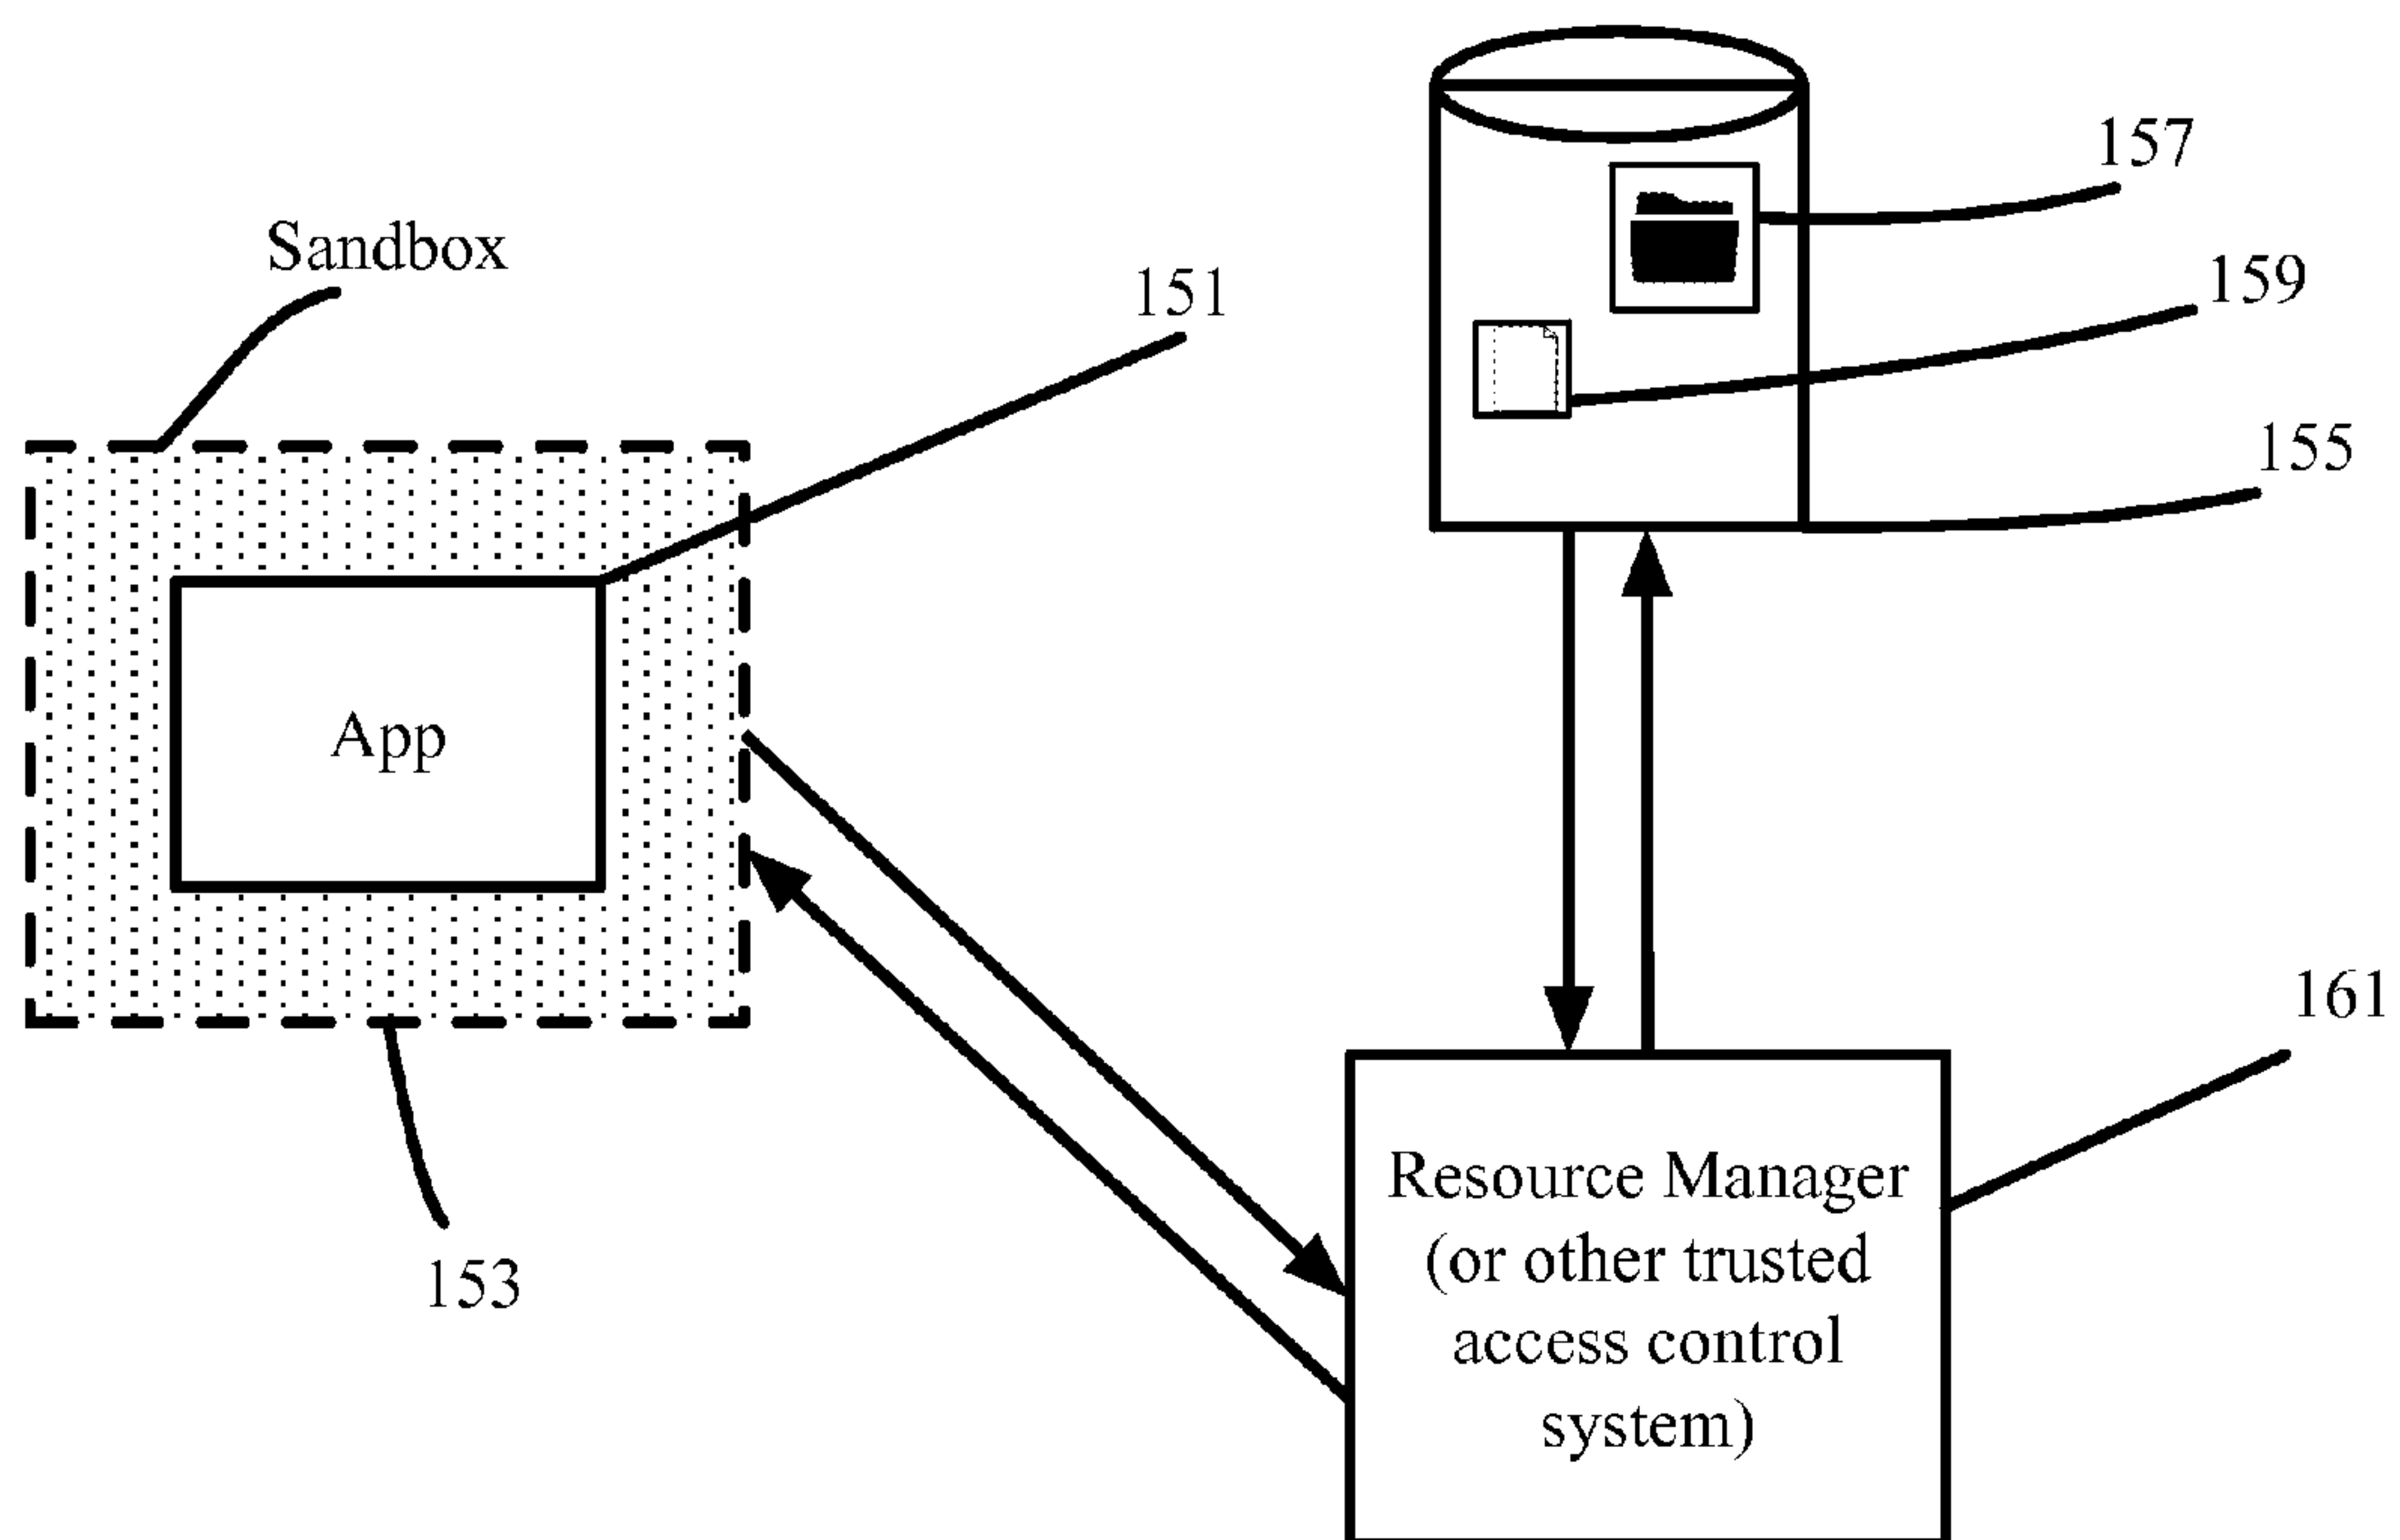 157
Sandbox
159
151
155
App
161
Resource Manager
(or other trusted
access control
system)
153